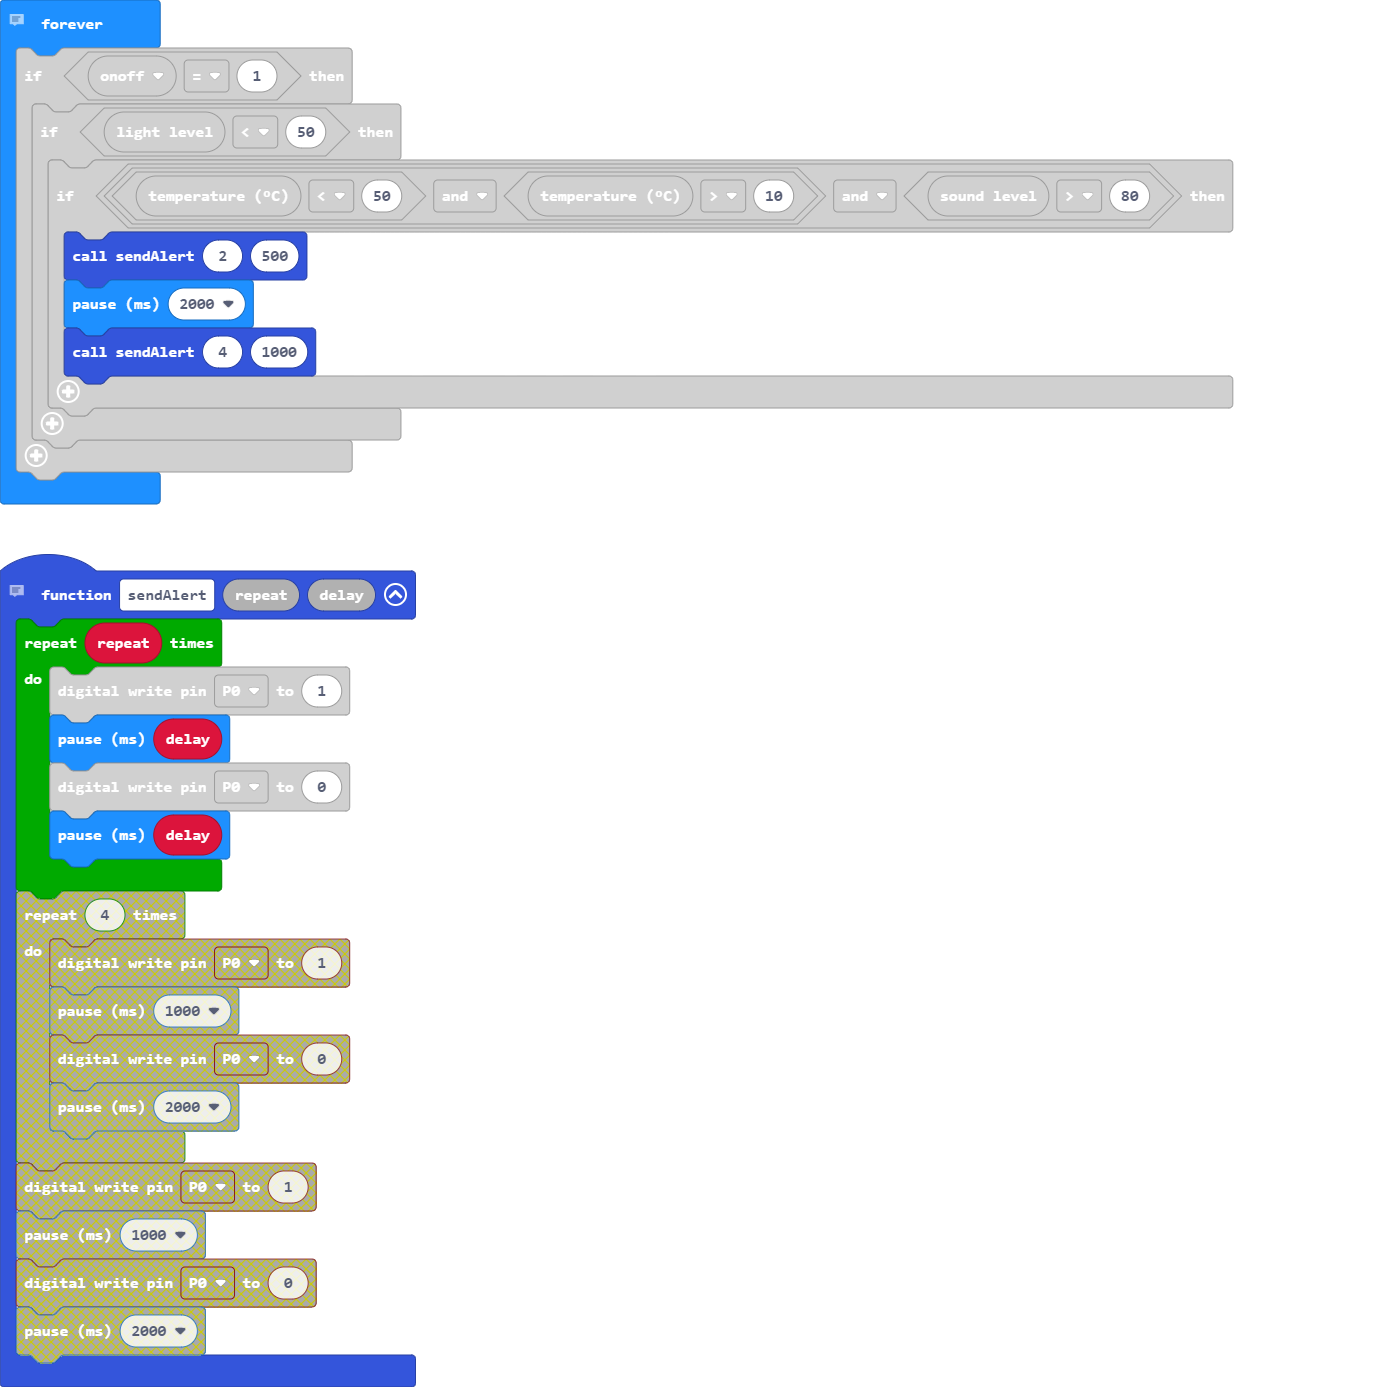 forever
if onoff = 1 then
if light level < 50 then
if temperature (ºC) < 50 and temperature (ºC) > 10 and sound level > 80 then
call sendAlert 2 500
pause (ms) 2000
call sendAlert 4 1000
function sendAlert repeat delay
repeat repeat times
do
digital write pin P0 to 1
pause (ms) delay
digital write pin P0 to 0
pause (ms) delay
repeat 4 times
do
digital write pin P0 to 1
pause (ms) 1000
digital write pin P0 to 0
pause (ms) 2000
digital write pin P0 to 1
pause (ms) 1000
digital write pin P0 to 0
pause (ms) 2000